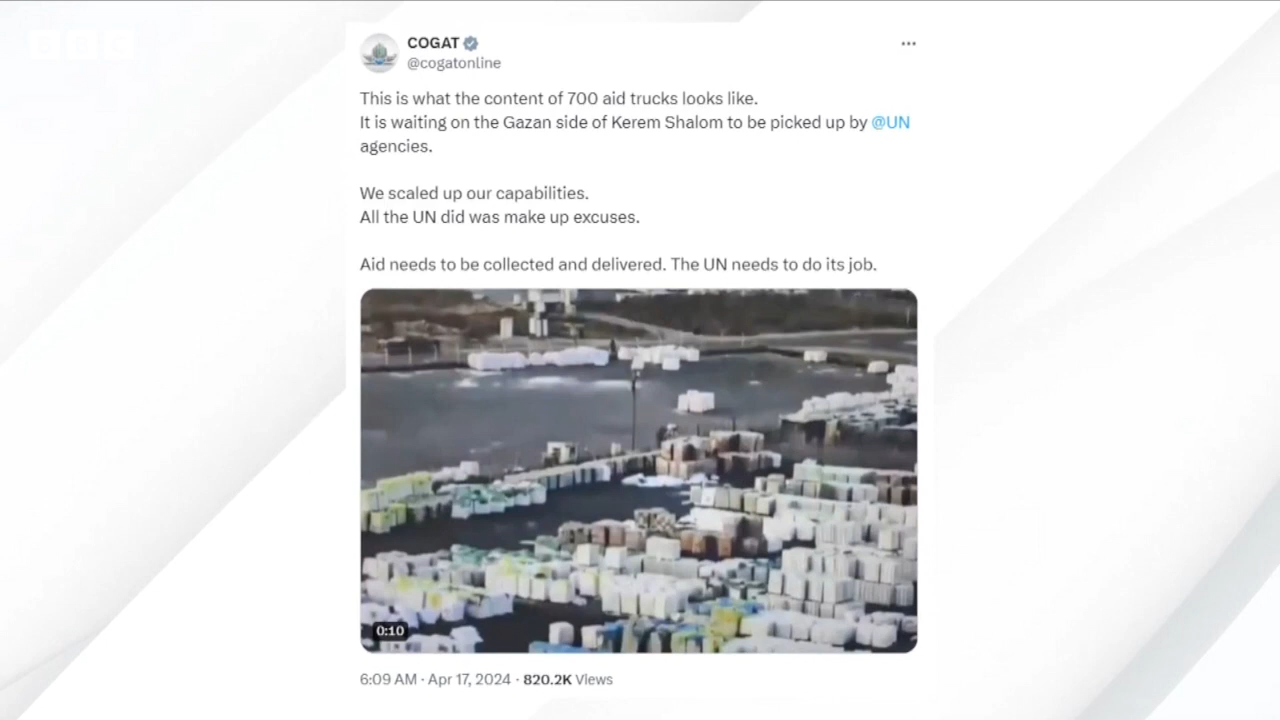 BBC
COGAT
@cogatonline
This is what the content of 700 aid trucks looks like.
It is waiting on the Gazan side of Kerem Shalom to be picked up by @UN
agencies.
We scaled up our capabilities.
All the UN did was make up excuses.
Aid needs to be collected and delivered. The UN needs to do its job.
0:10
6:09 AM · Apr 17, 2024 · 820.2K Views